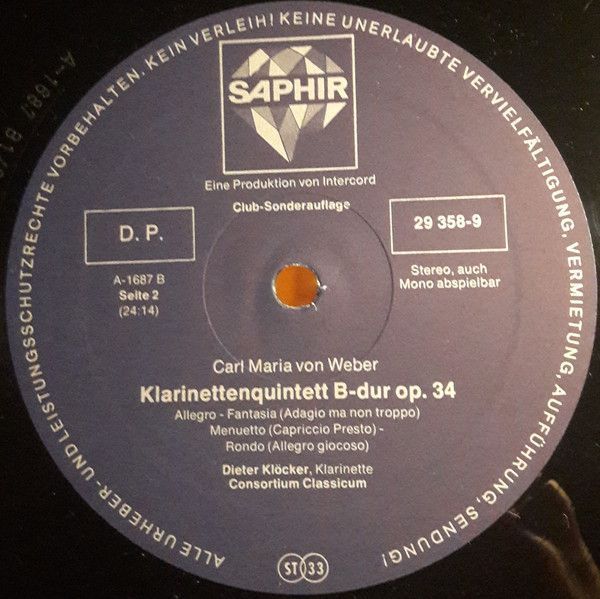 ALLE URHEBER- UND LEISTUNGSSCHUTZRECHTE VORBEHALTEN. KEIN VERLEIH! KEINE UNERLAUBTE VERVIELFÄLTIGUNG, VERMIETUNG, AUFFÜHRUNG, SENDUNG!
SAPHIR
Eine Produktion von Intercord
Club-Sonderauflage
D. P.
29 358-9
A-1687 B
Seite 2
(24:14)
Stereo, auch
Mono abspielbar
Carl Maria von Weber
Klarinettenquintett B-dur op. 34
Allegro - Fantasia (Adagio ma non troppo)
Menuetto (Capriccio Presto) -
Rondo (Allegro giocoso)
Dieter Klöcker, Klarinette
Consortium Classicum
ST 33